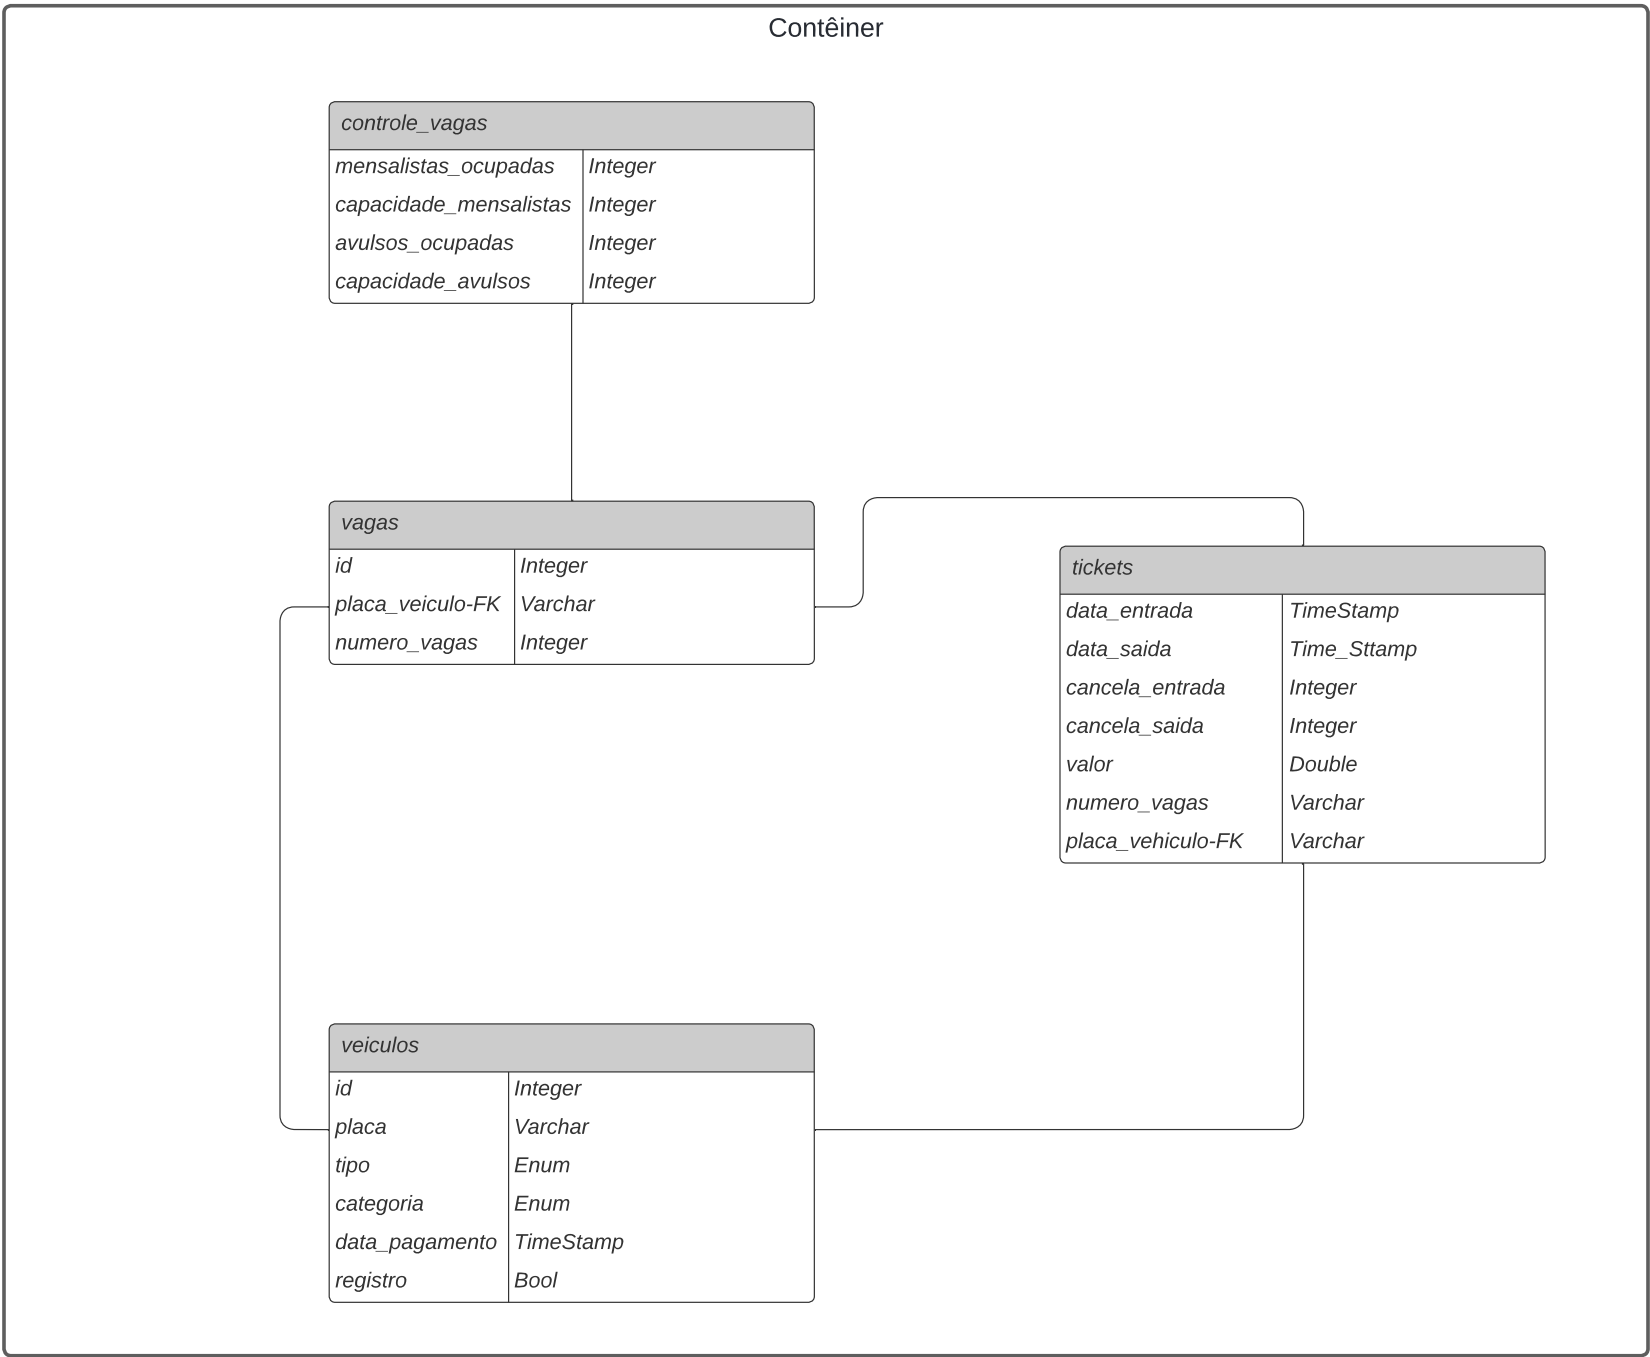 Contêiner
controle_vagas
mensalistas_ocupadas Integer
capacidade_mensalistas Integer
avulsos_ocupadas Integer
capacidade_avulsos Integer
vagas
id Integer
placa_veiculo-FK Varchar
numero_vagas Integer
tickets
data_entrada TimeStamp
data_saida Time_Sttamp
cancela_entrada Integer
cancela_saida Integer
valor Double
numero_vagas Varchar
placa_vehiculo-FK Varchar
veiculos
id Integer
placa Varchar
tipo Enum
categoria Enum
data_pagamento TimeStamp
registro Bool